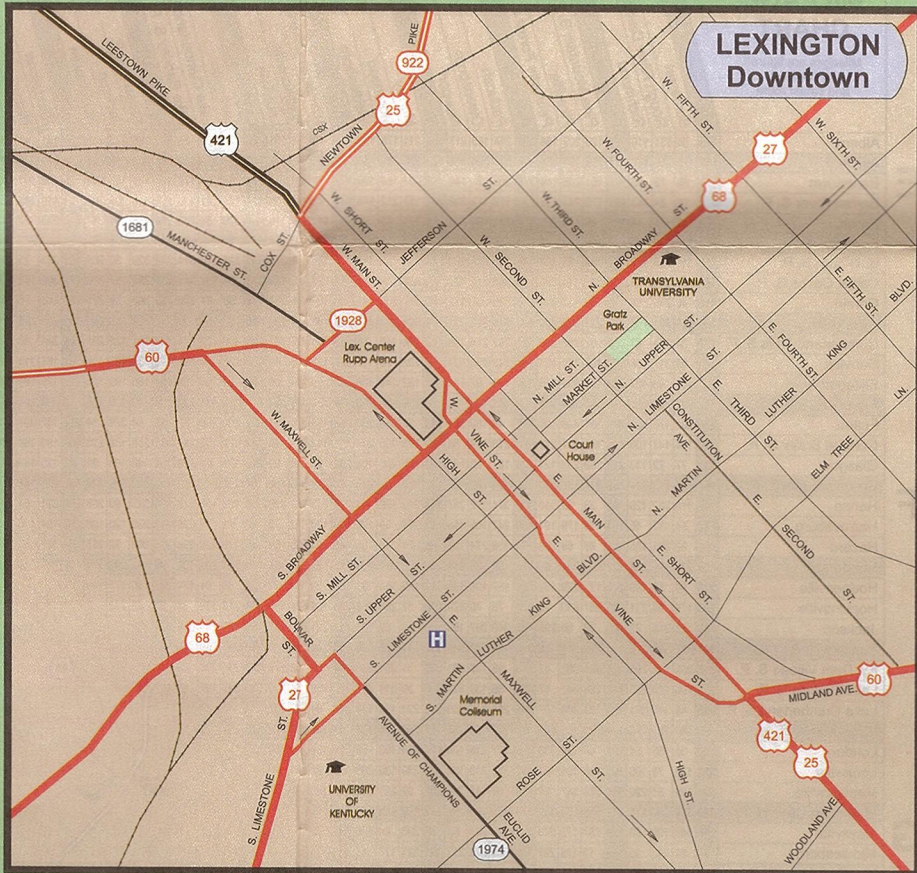 LEXINGTON
Downtown
LEESTOWN PIKE
421
PIKE
922
25
NEWTOWN
CSX
W. FIFTH ST.
W. SIXTH ST.
27
W. FOURTH ST.
68
W. THIRD ST.
ST.
JEFFERSON
W. SHORT ST.
1681
MANCHESTER ST.
COX ST.
W. MAIN ST.
W. SECOND ST.
N. BROADWAY ST.
TRANSYLVANIA
UNIVERSITY
E. FIFTH ST.
BLVD.
Gratz
Park
1928
Lex. Center
Rupp Arena
60
N. MILL ST.
MARKET ST.
N. UPPER ST.
E. FOURTH ST.
KING
LUTHER
N. LIMESTONE ST.
E. THIRD ST.
LN.
ELM TREE
CONSTITUTION
AVE
N. MARTIN
W.
VINE ST.
Court
House
W. MAXWELL ST.
HIGH ST.
E. MAIN ST.
E. SECOND ST.
S. BROADWAY
S. MILL ST.
E. VINE ST.
BLVD.
E. SHORT ST.
S. UPPER ST.
S. LIMESTONE ST.
KING
LUTHER
S. MARTIN
E. MAXWELL ST.
BOLIVAR ST.
H
68
27
60
MIDLAND AVE.
Memorial
Coliseum
421
25
ST.
S. LIMESTONE
AVENUE OF CHAMPIONS
UNIVERSITY
OF
KENTUCKY
ROSE ST.
HIGH ST.
EUCLID
AVE
1974
WOODLAND AVE.